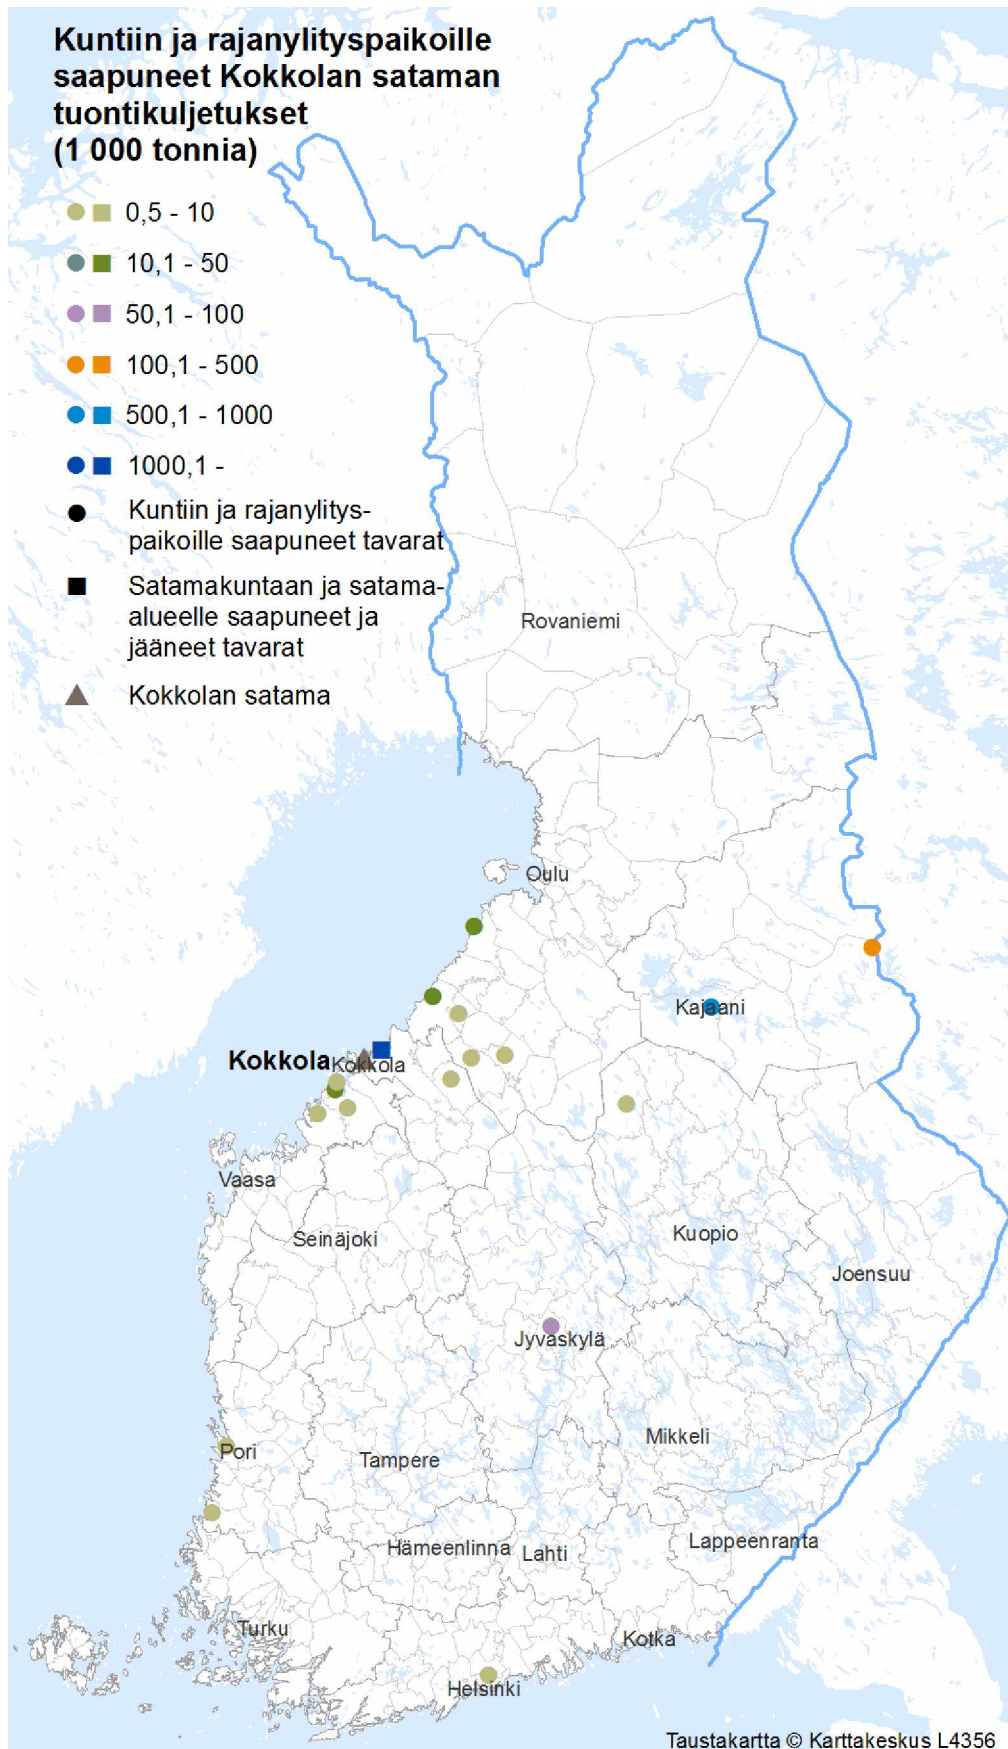 Kuntiin ja rajanylityspaikoille
saapuneet Kokkolan sataman
tuontikuljetukset
(1 000 tonnia)
0,5 - 10
10,1 - 50
50,1 - 100
100,1 - 500
500,1 - 1000
1000,1 -
Kuntiin ja rajanylitys-
paikoille saapuneet tavarat
Satamakuntaan ja satama-
alueelle saapuneet ja
jääneet tavarat
Kokkolan satama
Rovaniemi
Oulu
Kajaani
Kokkola
Kokkola
Vaasa
Seinäjoki
Kuopio
Joensuu
Jyväskylä
Mikkeli
Pori
Tampere
Hämeenlinna
Lahti
Lappeenranta
Turku
Kotka
Helsinki
Taustakartta © Karttakeskus L4356